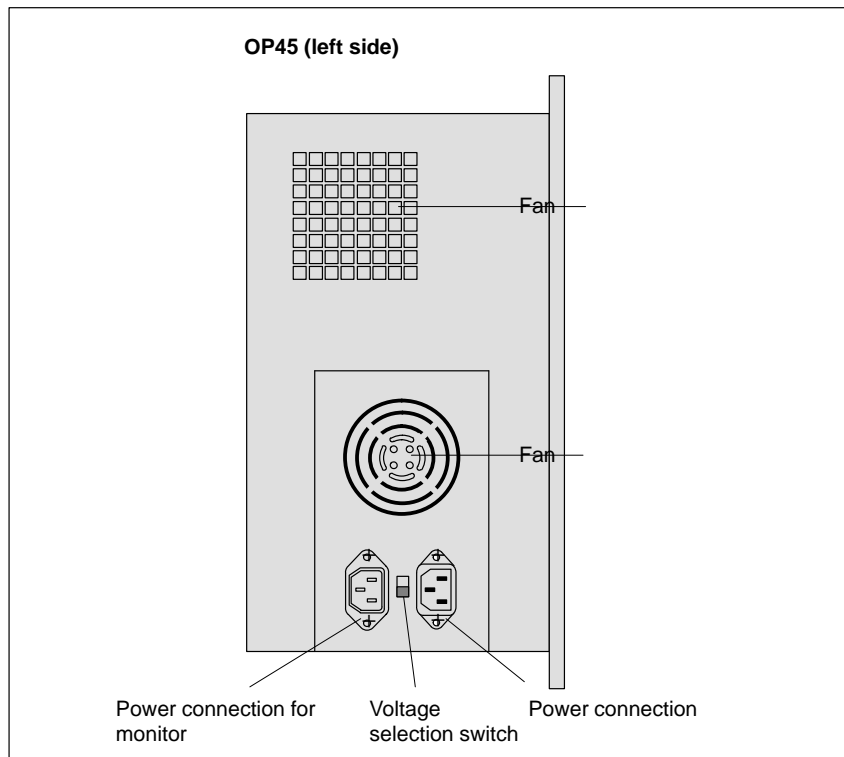 OP45 (left side)
Fan
Fan
Power connection for
monitor
Voltage
selection switch
Power connection